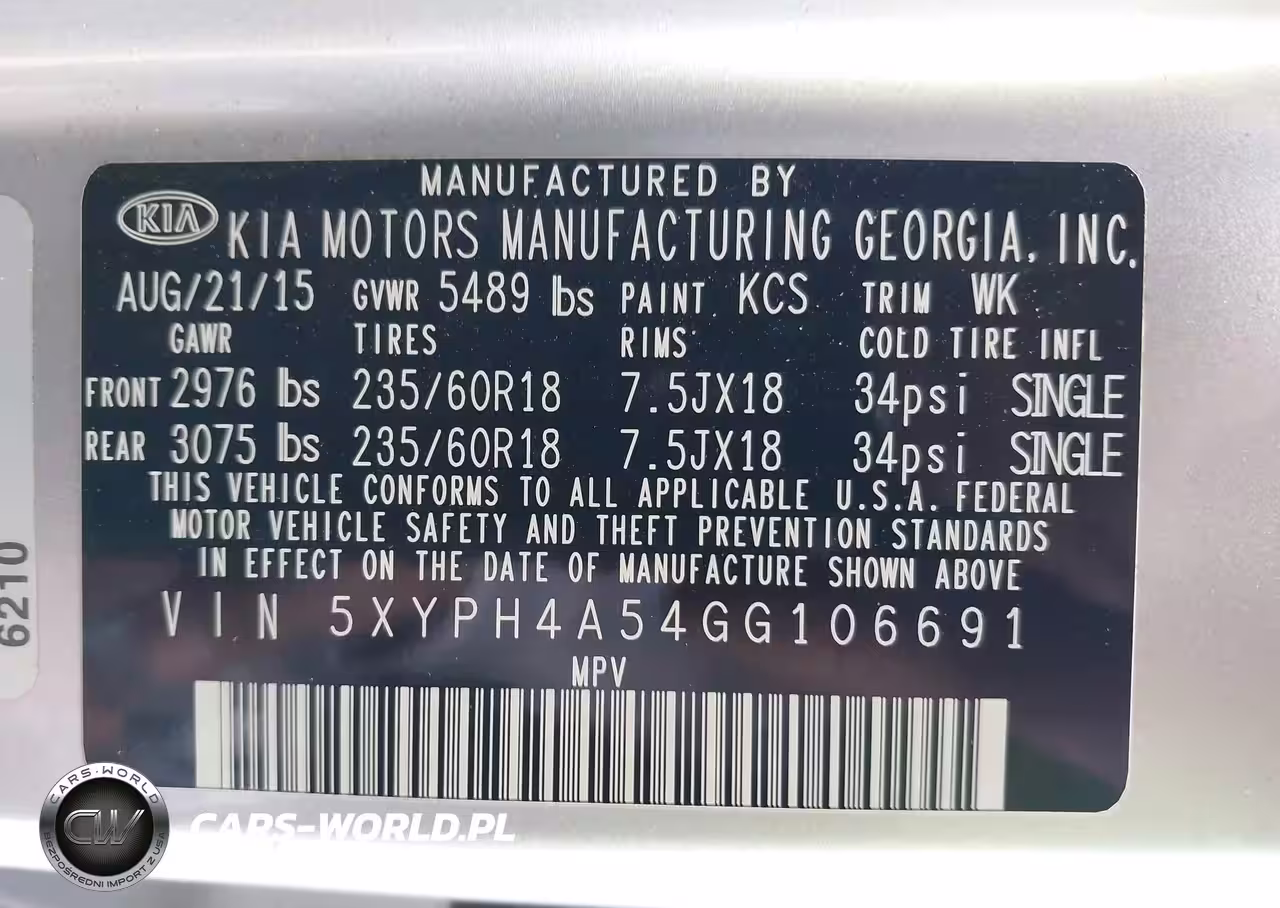 MANUFACTURED BY
KIA KIA MOTORS MANUFACTURING GEORGIA, INC.
AUG/21/15 GVWR 5489 lbs PAINT KCS TRIM WK
GAWR TIRES RIMS COLD TIRE INFL
FRONT 2976 lbs 235/60R18 7.5JX18 34psi SINGLE
REAR 3075 lbs 235/60R18 7.5JX18 34psi SINGLE
THIS VEHICLE CONFORMS TO ALL APPLICABLE U.S.A. FEDERAL
MOTOR VEHICLE SAFETY AND THEFT PREVENTION STANDARDS
IN EFFECT ON THE DATE OF MANUFACTURE SHOWN ABOVE
VIN 5XYPH4A54GG106691
MPV
6210
CARS·WORLD
CW
BEZPOŚREDNI IMPORT Z USA
CARS-WORLD.PL